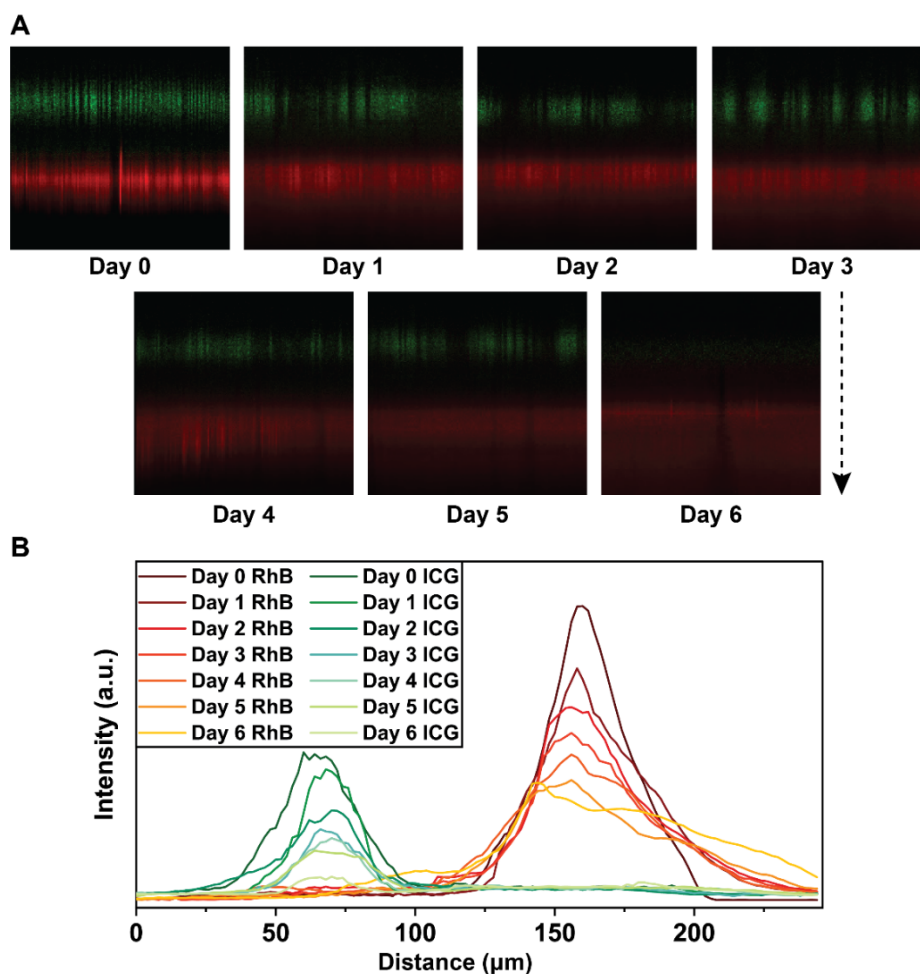 A
Day 0
Day 1
Day 2
Day 3
Day 4
Day 5
Day 6
B
Day 0 RhB Day 0 ICG
Day 1 RhB Day 1 ICG
Day 2 RhB Day 2 ICG
Day 3 RhB Day 3 ICG
Day 4 RhB Day 4 ICG
Day 5 RhB Day 5 ICG
Day 6 RhB Day 6 ICG
Intensity (a.u.)
0 50 100 150 200
Distance (µm)